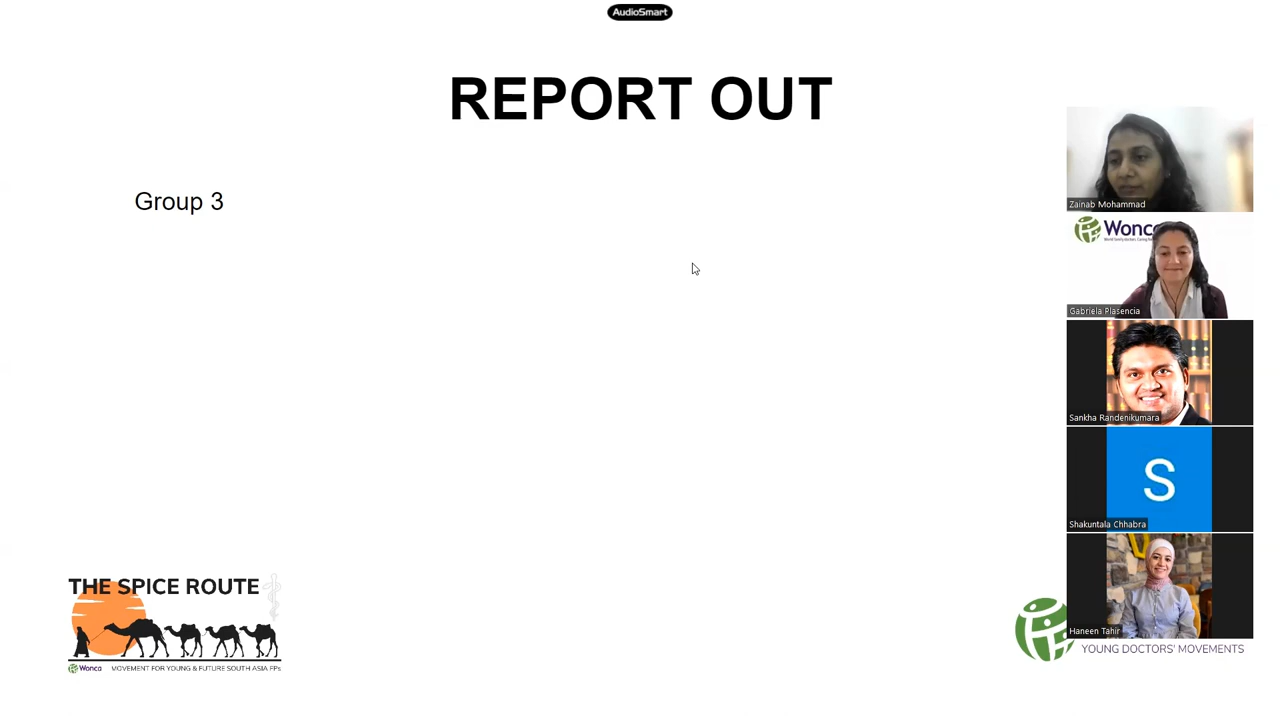 AudioSmart
REPORT OUT
Group 3
Zainab Mohammad
Wonca
Gabriela Plasencia
Sankha Randenikumara
S
Shakuntala Chhabra
Haneen Tahir
THE SPICE ROUTE
Wonca MOVEMENT FOR YOUNG & FUTURE SOUTH ASIA FPs
YOUNG DOCTORS' MOVEMENTS